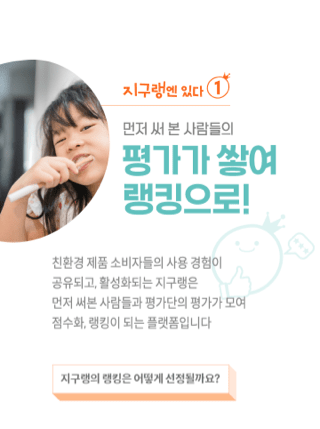 지구랭엔 있다 1
먼저 써 본 사람들의
평가가 쌓여
랭킹으로!
친환경 제품 소비자들의 사용 경험이
공유되고, 활성화되는 지구랭은
먼저 써본 사람들과 평가단의 평가가 모여
점수화, 랭킹이 되는 플랫폼입니다
지구랭의 랭킹은 어떻게 선정될까요?